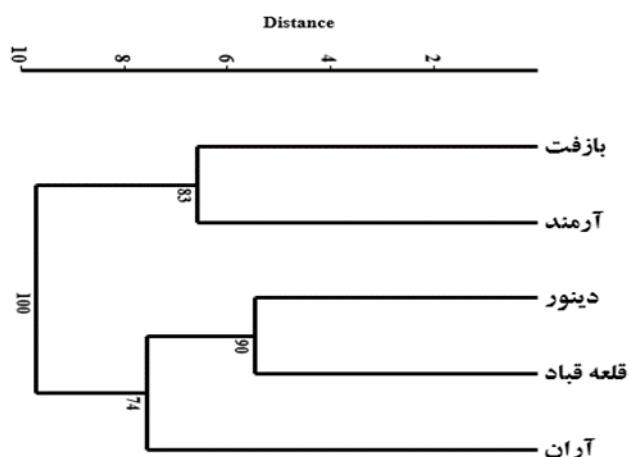 Distance
10 8 6 4 2
بازفت
83
آرمند
دینور
100
90
قلعه قباد
74
آران